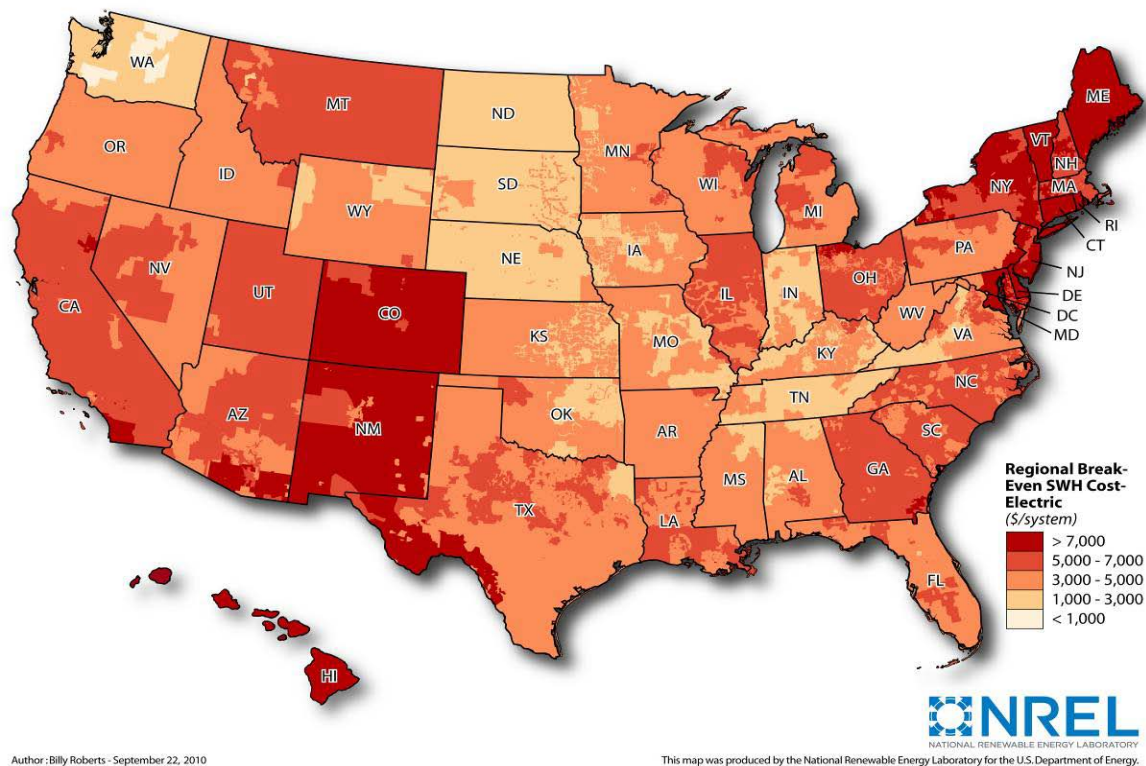 WA
MT
ND
MN
ME
VT
NH
OR
ID
SD
WI
NY
MA
WY
MI
RI
CT
IA
PA
NE
NJ
NV
OH
UT
IL
IN
DE
CA
CO
DC
WV
KS
MO
VA
MD
KY
NC
TN
AZ
OK
NM
AR
SC
MS
AL
GA
TX
LA
FL
HI
Regional Break-
Even SWH Cost-
Electric
($/system)
> 7,000
5,000 - 7,000
3,000 - 5,000
1,000 - 3,000
< 1,000
NREL
NATIONAL RENEWABLE ENERGY LABORATORY
Author : Billy Roberts - September 22, 2010
This map was produced by the National Renewable Energy Laboratory for the U.S. Department of Energy.